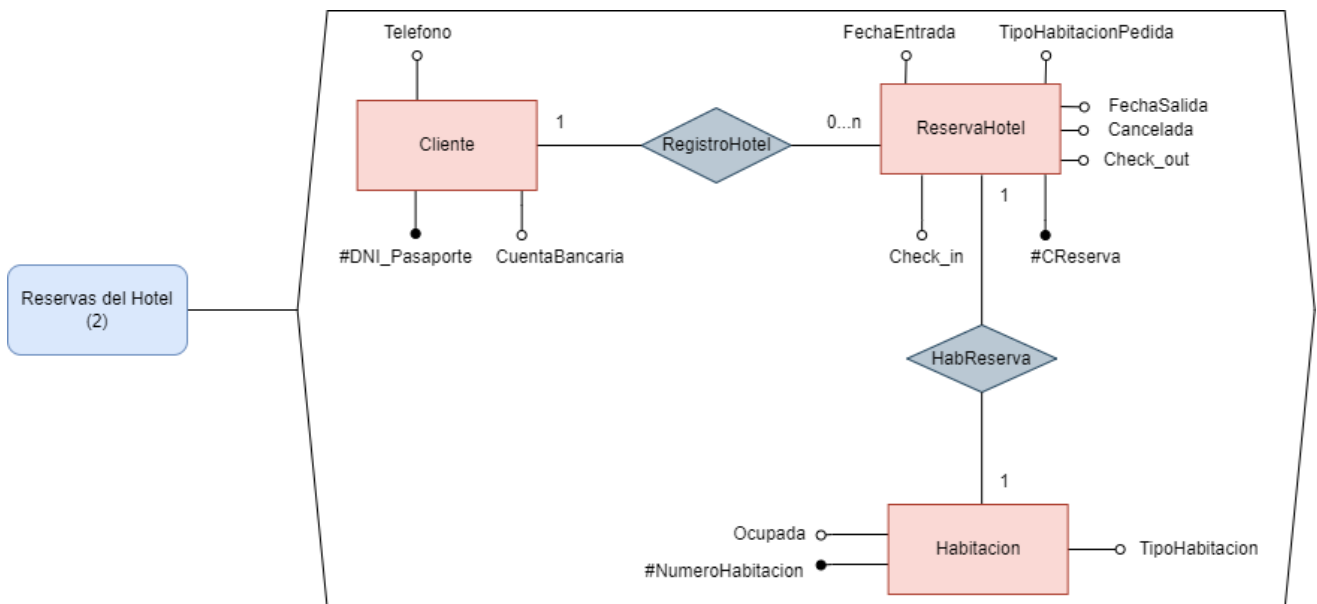 Telefono
FechaEntrada
TipoHabitacionPedida
Cliente
1
RegistroHotel
0...n
ReservaHotel
FechaSalida
Cancelada
Check_out
1
#DNI_Pasaporte
CuentaBancaria
Check_in
#CReserva
Reservas del Hotel
(2)
HabReserva
1
Ocupada
#NumeroHabitacion
Habitacion
TipoHabitacion